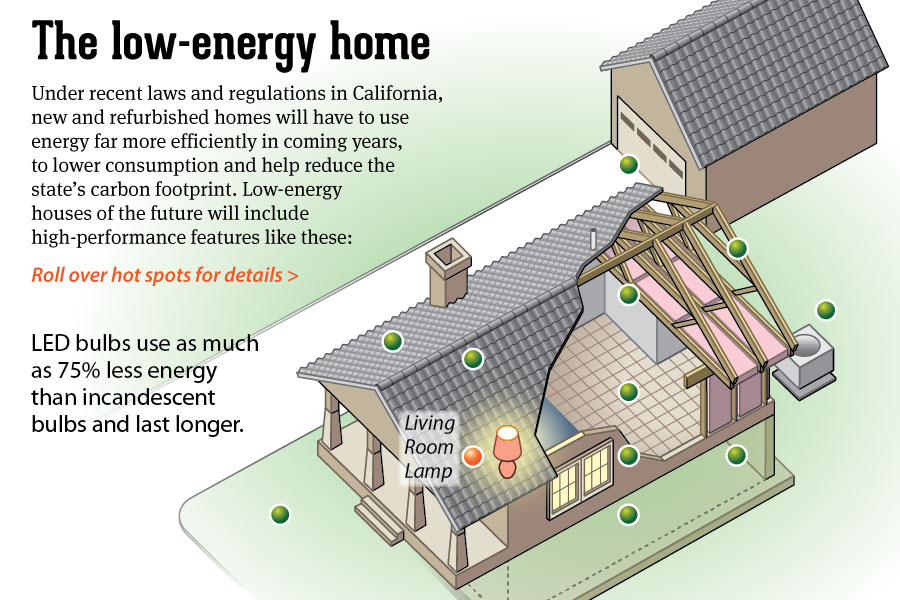 The low-energy home
Under recent laws and regulations in California,
new and refurbished homes will have to use
energy far more efficiently in coming years,
to lower consumption and help reduce the
state’s carbon footprint. Low-energy
houses of the future will include
high-performance features like these:
Roll over hot spots for details >
LED bulbs use as much
as 75% less energy
than incandescent
bulbs and last longer.
Living
Room
Lamp